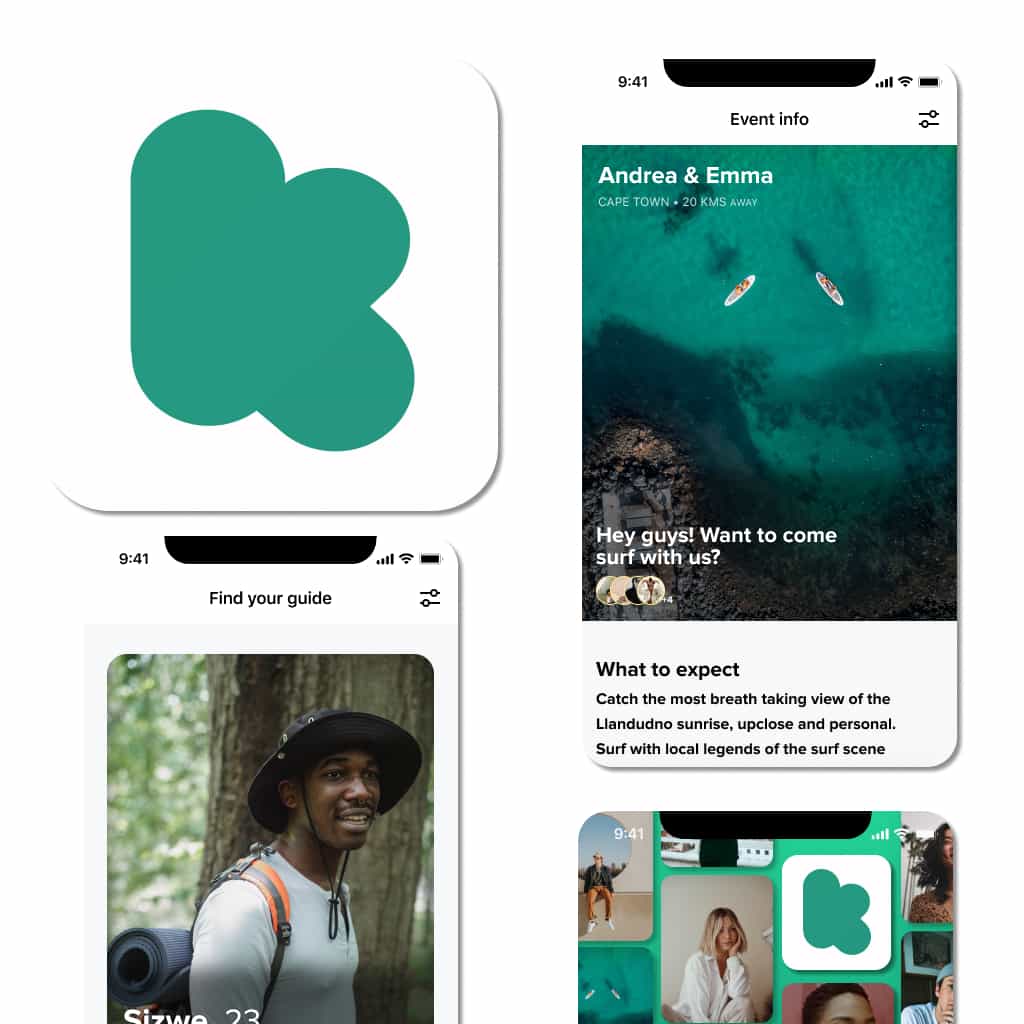 9:41
Event info
Andrea & Emma
CAPE TOWN • 20 KMS AWAY
Hey guys! Want to come
surf with us?
+4
What to expect
Catch the most breath taking view of the
Llandudno sunrise, upclose and personal.
Surf with local legends of the surf scene
9:41
Find your guide
Sizwe, 23
9:41